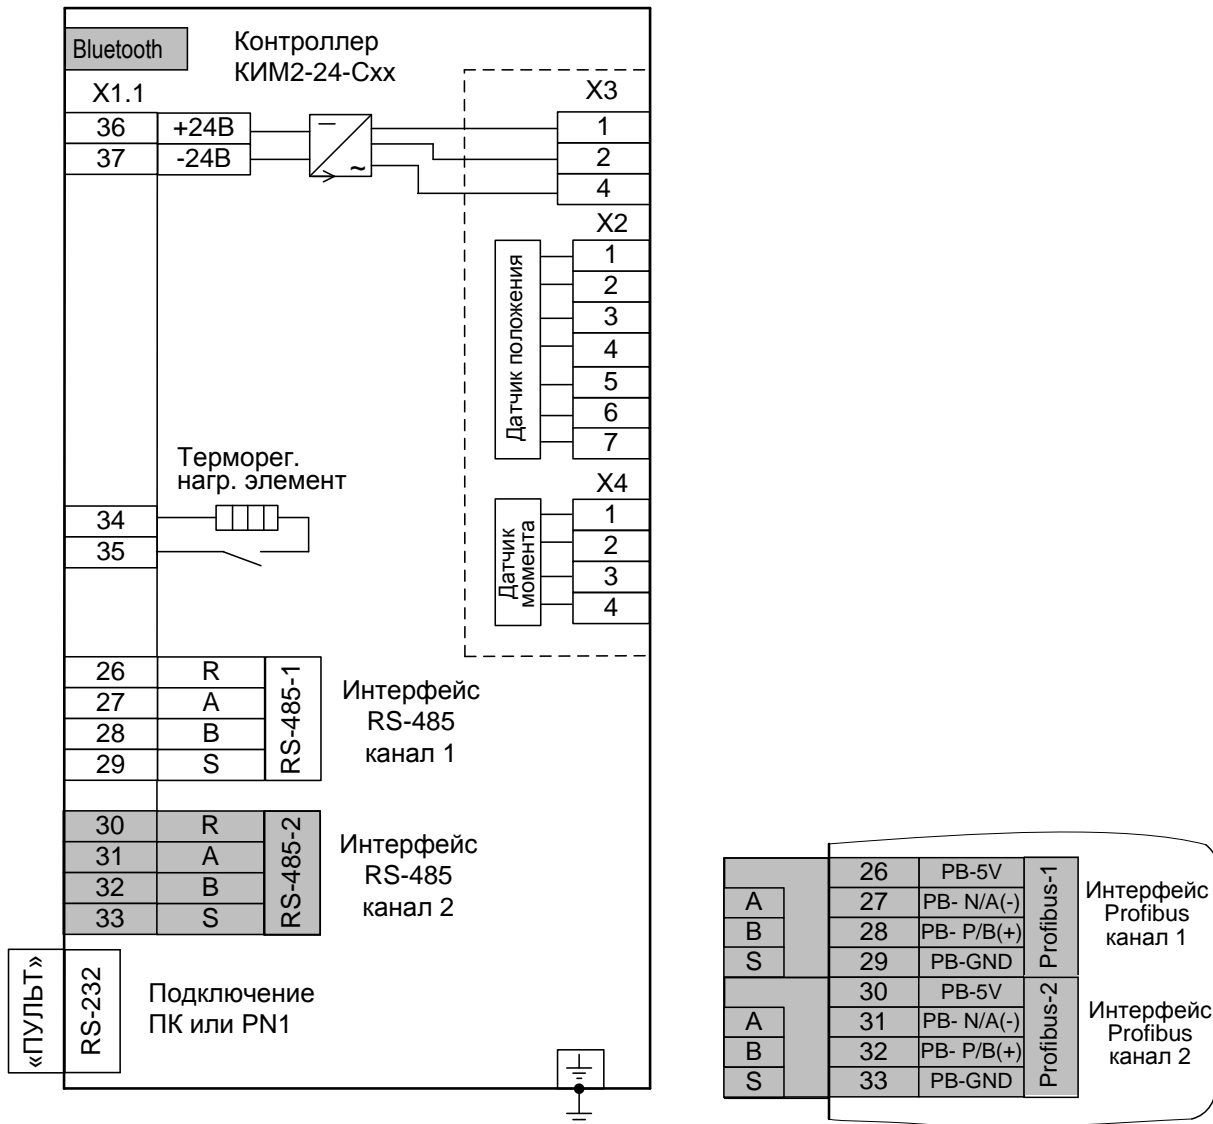 Bluetooth
Контроллер
КИМ2-24-Схх
X1.1
36 +24В
37 -24В
– ~
X3
1
2
4
X2
Датчик положения
1
2
3
4
5
6
7
X4
Датчик
момента
1
2
3
4
Терморег.
нагр. элемент
34
35
26 R
27 A
28 B
29 S
RS-485-1
Интерфейс
RS-485
канал 1
30 R
31 A
32 B
33 S
RS-485-2
Интерфейс
RS-485
канал 2
«ПУЛЬТ»
RS-232
Подключение
ПК или PN1
26 PB-5V
A 27 PB- N/A(-)
B 28 PB- P/B(+)
S 29 PB-GND
Profibus-1
Интерфейс
Profibus
канал 1
30 PB-5V
A 31 PB- N/A(-)
B 32 PB- P/B(+)
S 33 PB-GND
Profibus-2
Интерфейс
Profibus
канал 2